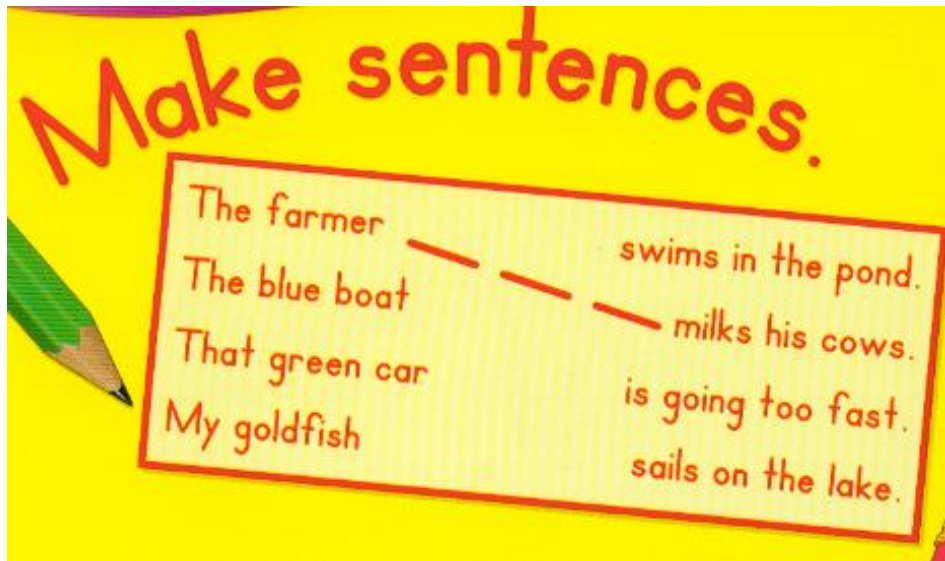 Make sentences.
The farmer
swims in the pond.
The blue boat
milks his cows.
That green car
is going too fast.
My goldfish
sails on the lake.